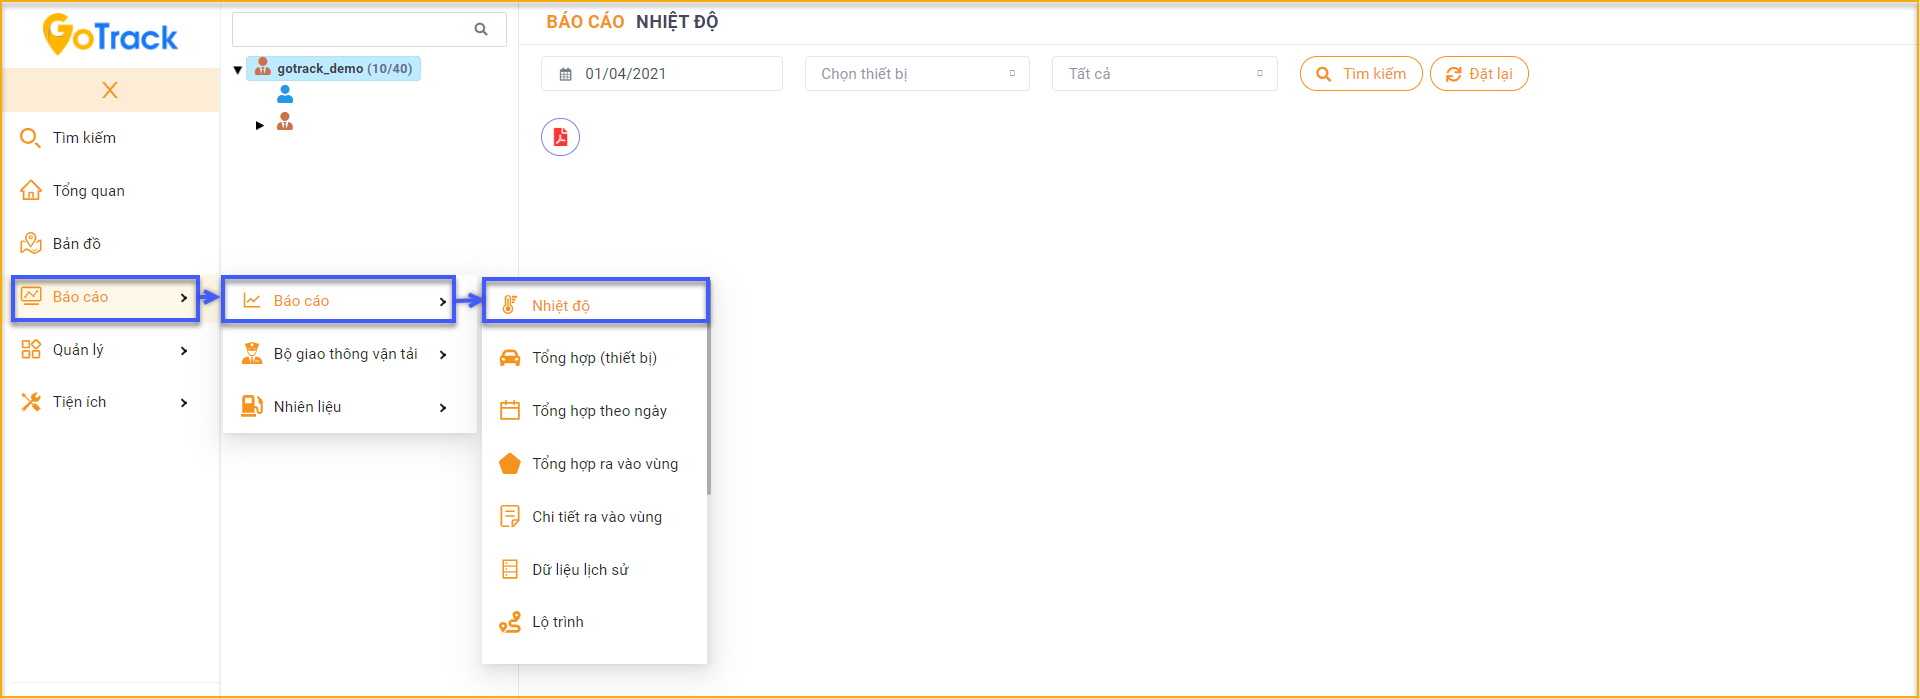 GoTrack
X
Tìm kiếm
Tổng quan
Bản đồ
Báo cáo
Quản lý
Tiện ích
gotrack_demo (10/40)
BÁO CÁO NHIỆT ĐỘ
01/04/2021
Chọn thiết bị
Tất cả
Tìm kiếm
Đặt lại
Báo cáo
Bộ giao thông vận tải
Nhiên liệu
Nhiệt độ
Tổng hợp (thiết bị)
Tổng hợp theo ngày
Tổng hợp ra vào vùng
Chi tiết ra vào vùng
Dữ liệu lịch sử
Lộ trình